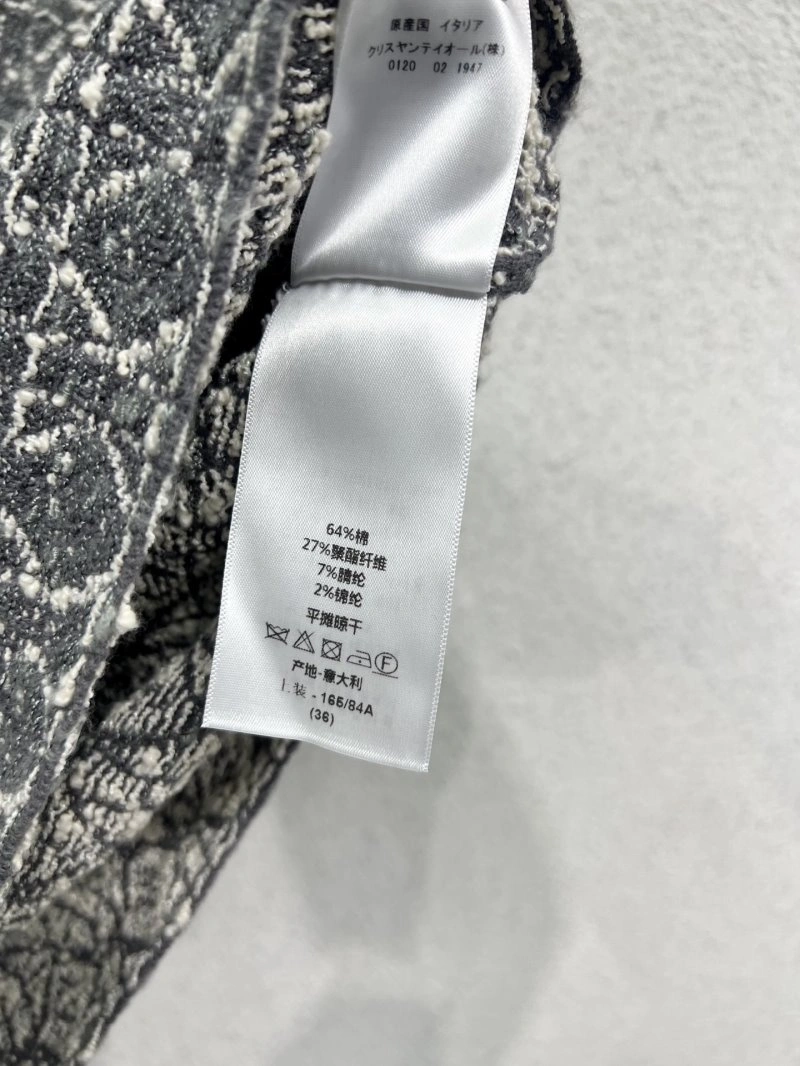 原産国 イタリア
クリスヤンテイオール(株)
0120 02 1947
64%棉
27%聚酯纤维
7%腈纶
2%锦纶
平摊晾干
F
产地-意大利
上装 - 165/84A
(36)